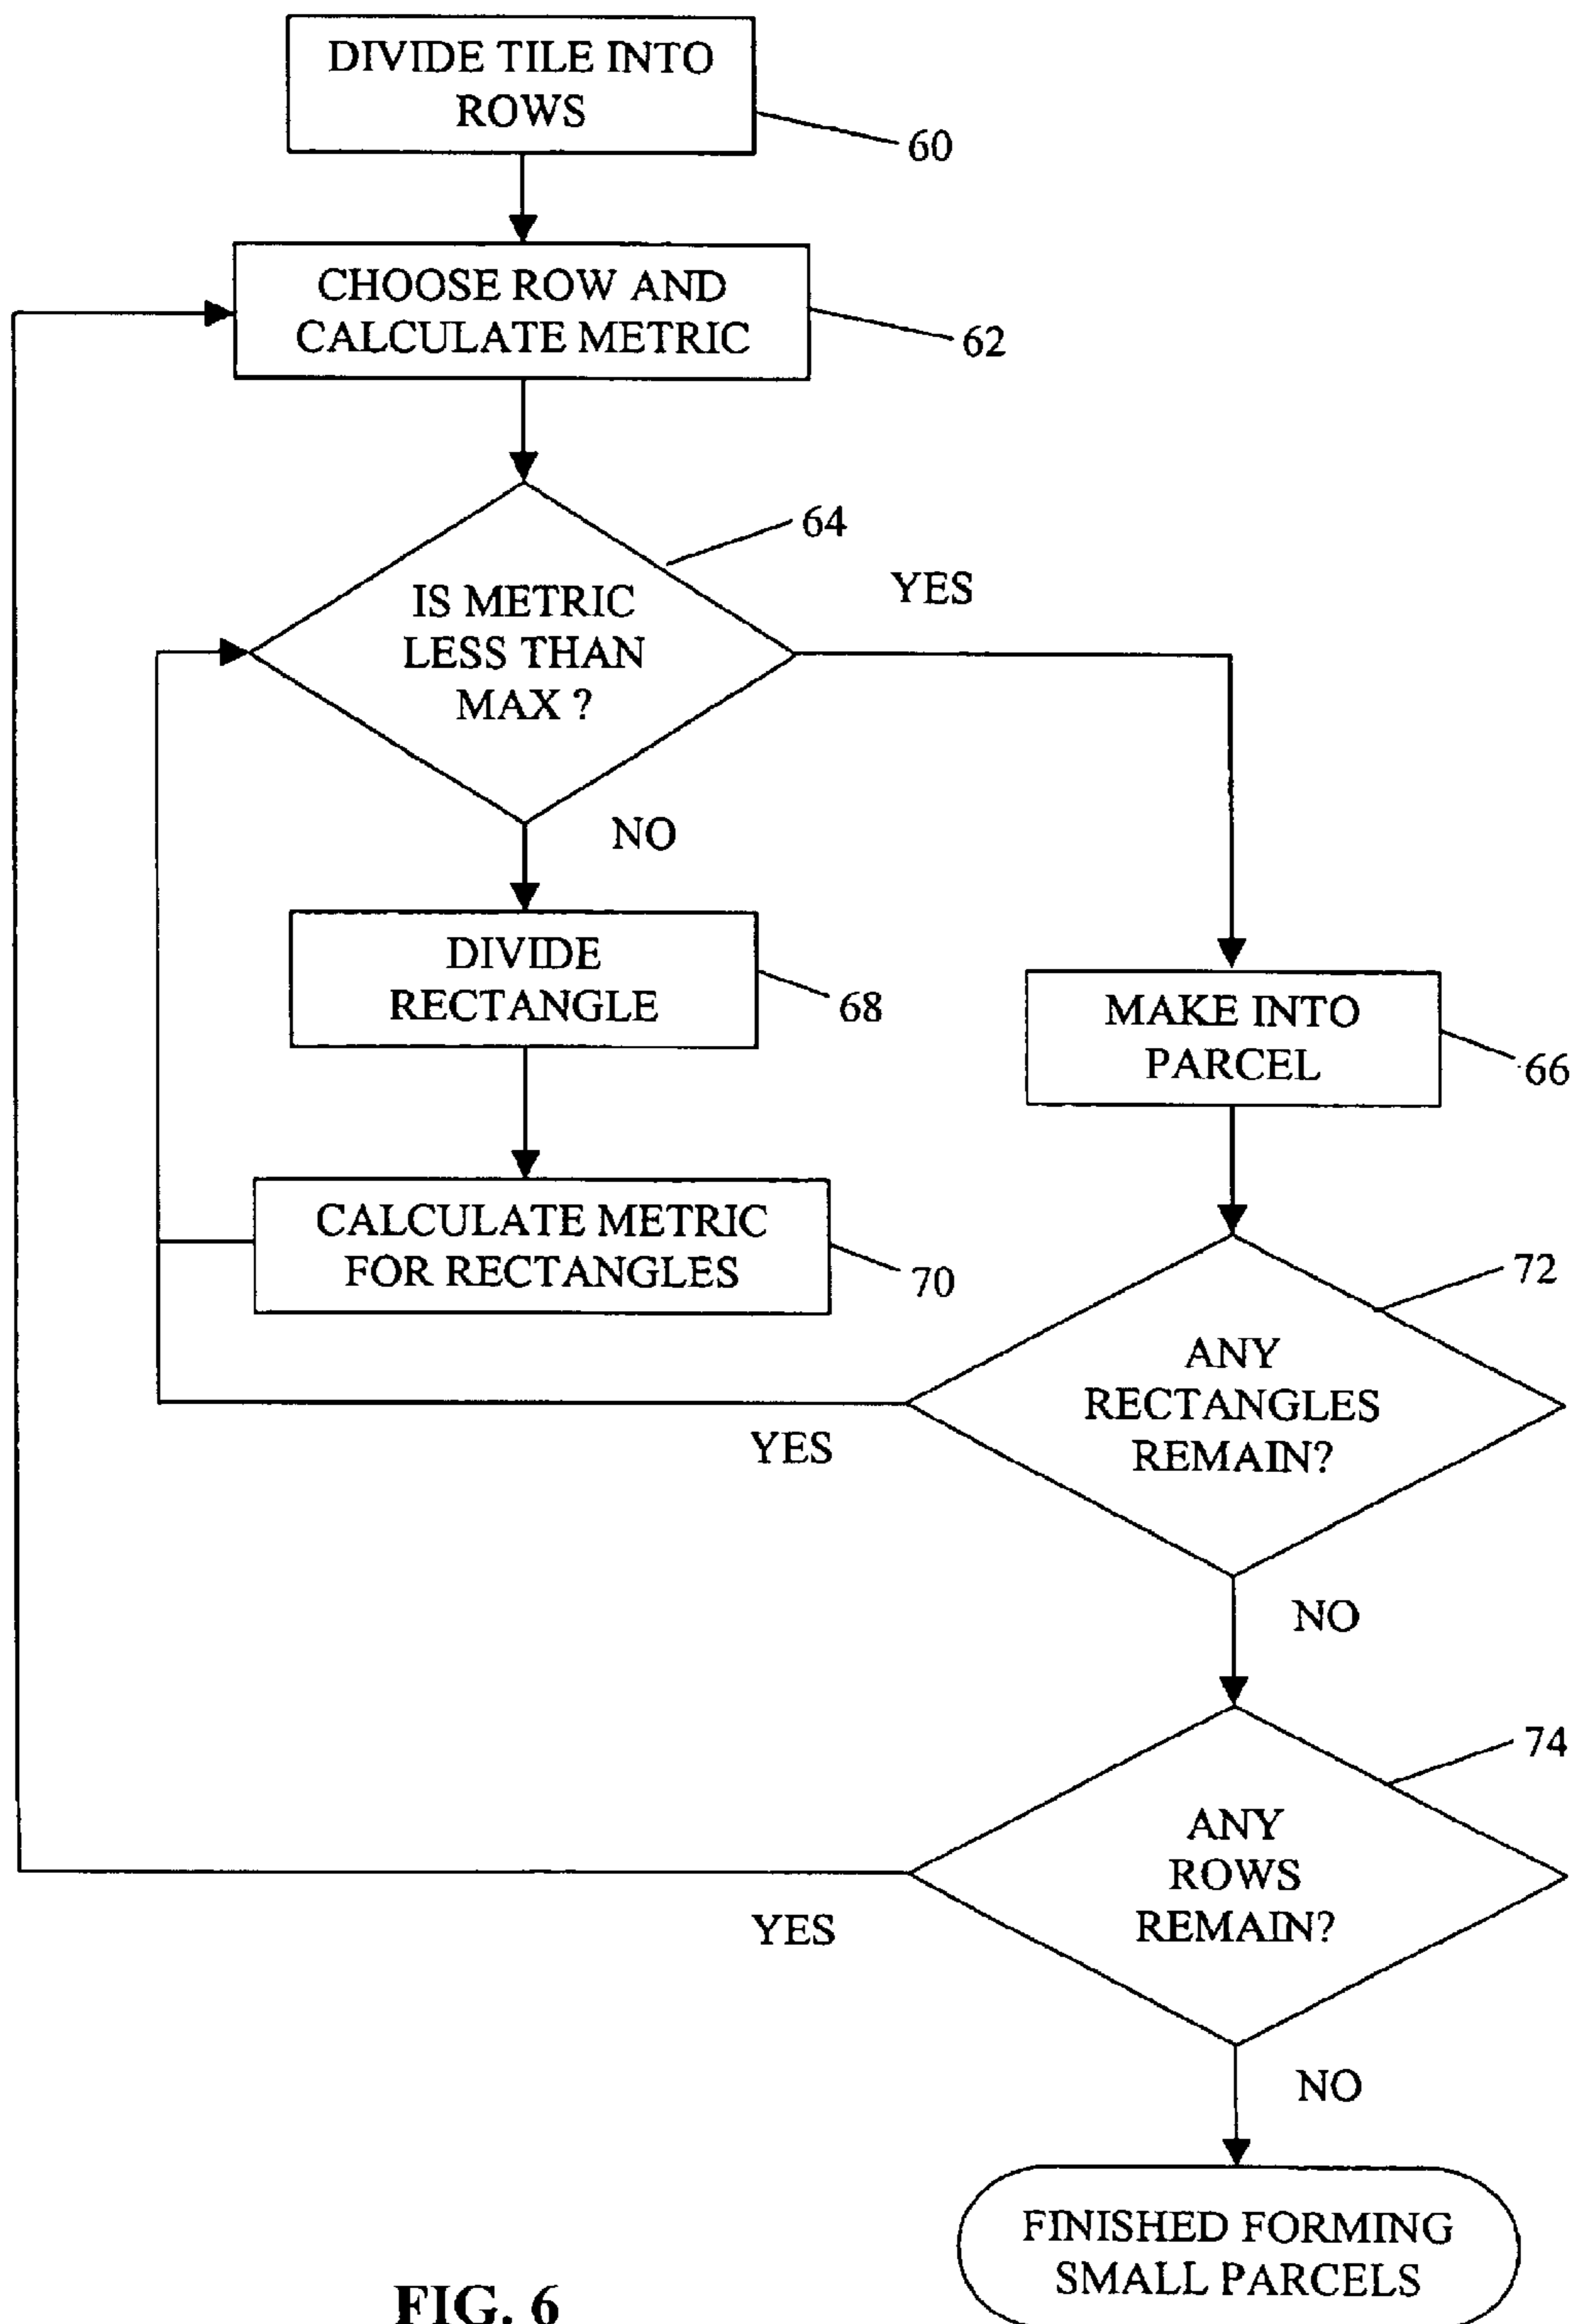 DIVIDE TILE INTO
ROWS
60
CHOOSE ROW AND
CALCULATE METRIC
62
64
YES
IS METRIC
LESS THAN
MAX ?
NO
DIVIDE
RECTANGLE
68
MAKE INTO
PARCEL
66
CALCULATE METRIC
FOR RECTANGLES
70
72
ANY
RECTANGLES
REMAIN?
YES
NO
74
ANY
ROWS
REMAIN?
YES
NO
FINISHED FORMING
SMALL PARCELS
FIG. 6